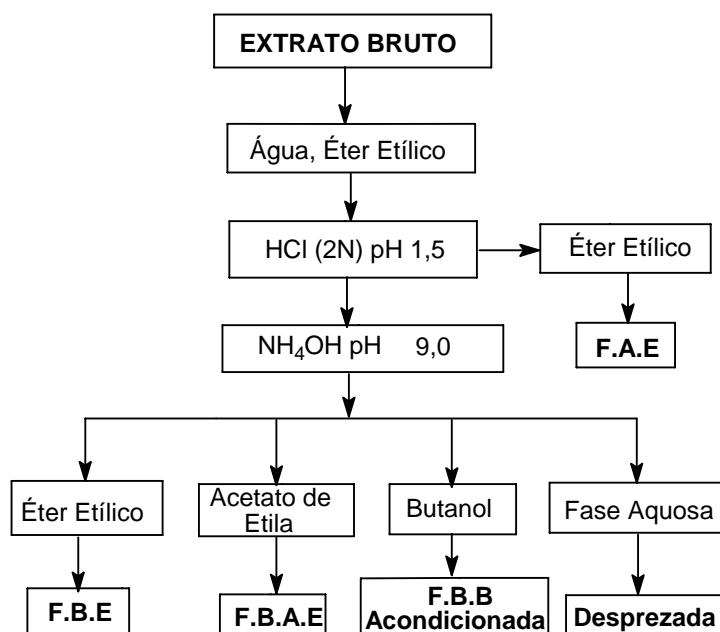 EXTRATO BRUTO
Água, Éter Etílico
HCl (2N) pH 1,5
Éter Etílico
F.A.E
NH₄OH pH 9,0
Éter Etílico
Acetato de
Etila
Butanol
Fase Aquosa
F.B.E
F.B.A.E
F.B.B
Acondicionada
Desprezada